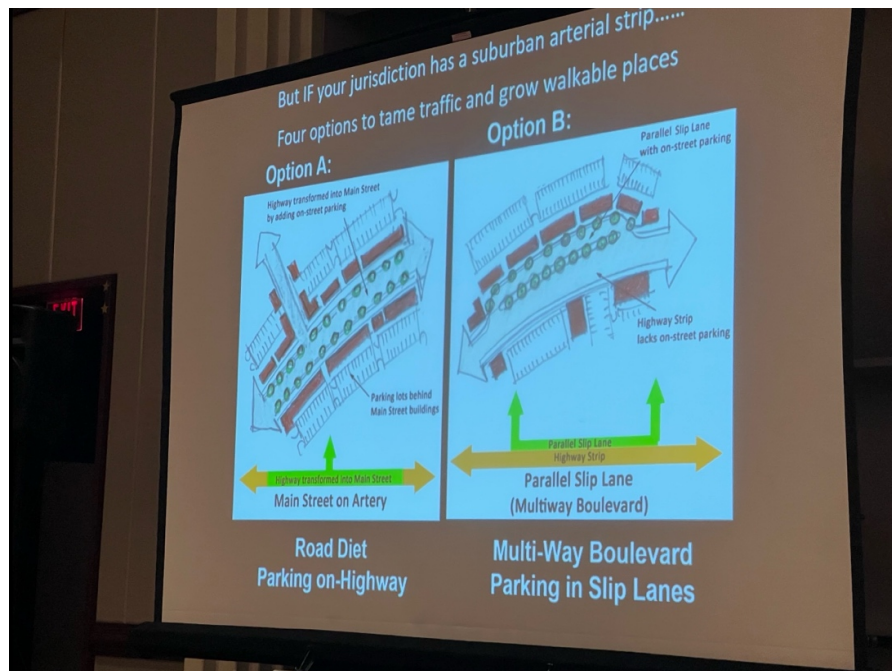 But IF your jurisdiction has a suburban arterial strip......
Four options to tame traffic and grow walkable places
Option A:
Highway transformed into Main Street
by adding on-street parking
Parking lots behind
Main Street buildings
Highway transformed into Main Street
Main Street on Artery
Road Diet
Parking on-Highway
Option B:
Parallel Slip Lane
with on-street parking
Highway Strip
lacks on-street parking
Parallel Slip Lane
Highway Strip
Parallel Slip Lane
(Multiway Boulevard)
Multi-Way Boulevard
Parking in Slip Lanes
EXIT